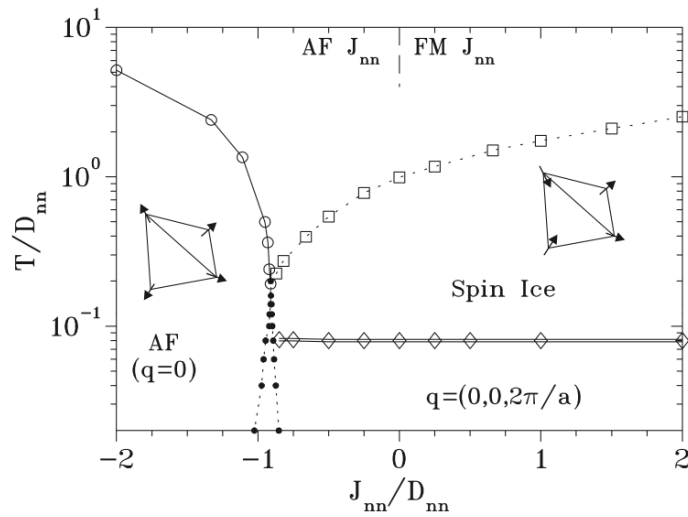 AF J_nn | FM J_nn
10^1
10^0
10^-1
T/D_nn
Spin Ice
AF
(q=0)
q=(0,0,2π/a)
-2 -1 0 1 2
J_nn/D_nn